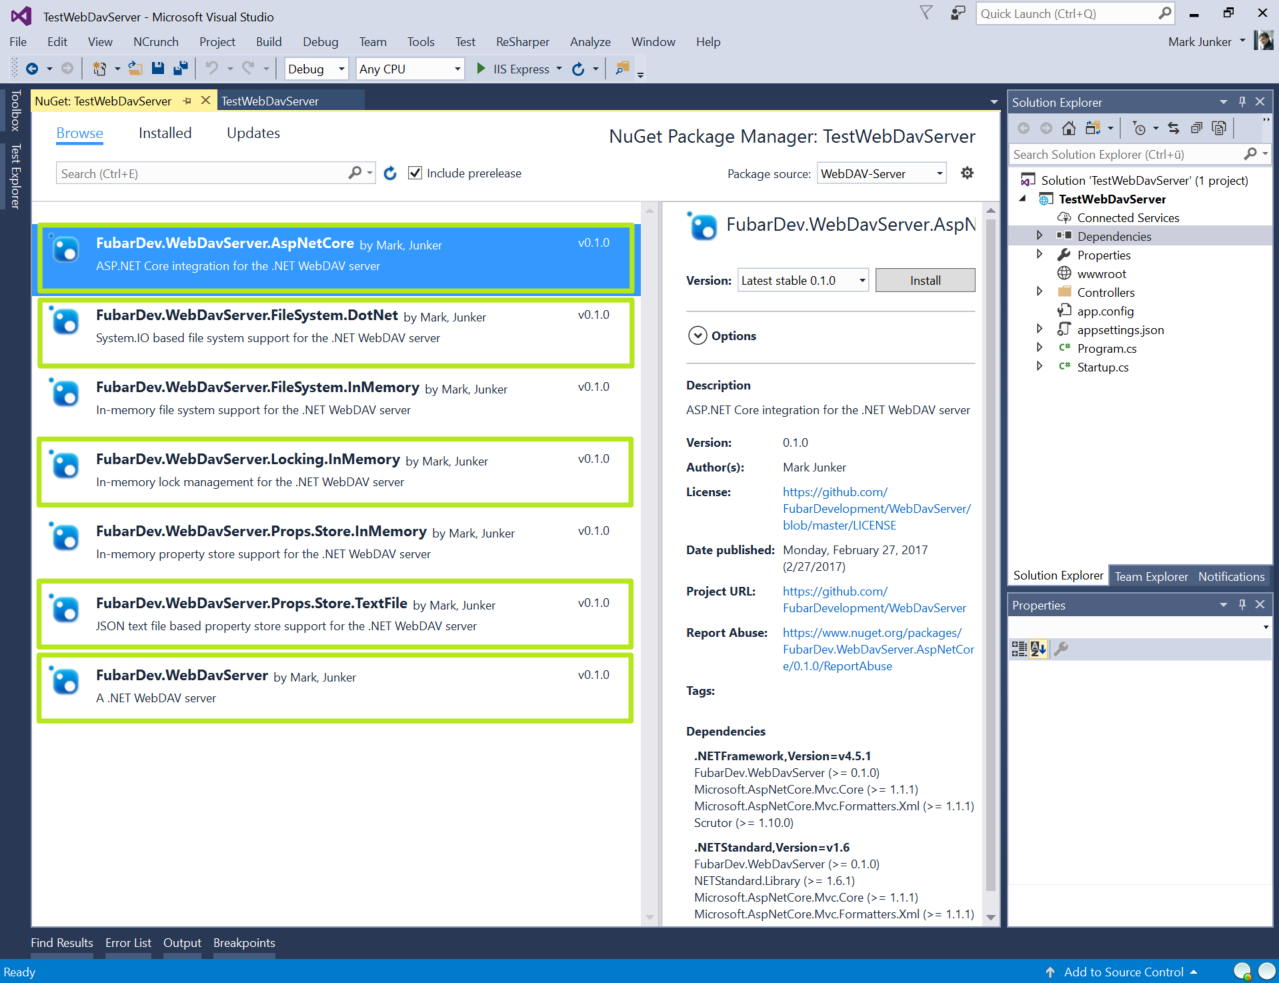 TestWebDavServer - Microsoft Visual Studio
Quick Launch (Ctrl+Q)
File Edit View NCrunch Project Build Debug Team Tools Test ReSharper Analyze Window Help
Mark Junker
Debug Any CPU IIS Express
Toolbox
Test Explorer
NuGet: TestWebDavServer TestWebDavServer
Browse Installed Updates
NuGet Package Manager: TestWebDavServer
Search (Ctrl+E)
Include prerelease
Package source: WebDAV-Server
FubarDev.WebDavServer.AspNetCore by Mark, Junker v0.1.0
ASP.NET Core integration for the .NET WebDAV server
FubarDev.WebDavServer.FileSystem.DotNet by Mark, Junker v0.1.0
System.IO based file system support for the .NET WebDAV server
FubarDev.WebDavServer.FileSystem.InMemory by Mark, Junker v0.1.0
In-memory file system support for the .NET WebDAV server
FubarDev.WebDavServer.Locking.InMemory by Mark, Junker v0.1.0
In-memory lock management for the .NET WebDAV server
FubarDev.WebDavServer.Props.Store.InMemory by Mark, Junker v0.1.0
In-memory property store support for the .NET WebDAV server
FubarDev.WebDavServer.Props.Store.TextFile by Mark, Junker v0.1.0
JSON text file based property store support for the .NET WebDAV server
FubarDev.WebDavServer by Mark, Junker v0.1.0
A .NET WebDAV server
FubarDev.WebDavServer.AspN
Version: Latest stable 0.1.0 Install
Options
Description
ASP.NET Core integration for the .NET WebDAV server
Version: 0.1.0
Author(s): Mark Junker
License: https://github.com/
FubarDevelopment/WebDavServer/
blob/master/LICENSE
Date published: Monday, February 27, 2017
(2/27/2017)
Project URL: https://github.com/
FubarDevelopment/WebDavServer
Report Abuse: https://www.nuget.org/packages/
FubarDev.WebDavServer.AspNetCor
e/0.1.0/ReportAbuse
Tags:
Dependencies
.NETFramework,Version=v4.5.1
FubarDev.WebDavServer (>= 0.1.0)
Microsoft.AspNetCore.Mvc.Core (>= 1.1.1)
Microsoft.AspNetCore.Mvc.Formatters.Xml (>= 1.1.1)
Scrutor (>= 1.10.0)
.NETStandard,Version=v1.6
FubarDev.WebDavServer (>= 0.1.0)
NETStandard.Library (>= 1.6.1)
Microsoft.AspNetCore.Mvc.Core (>= 1.1.1)
Microsoft.AspNetCore.Mvc.Formatters.Xml (>= 1.1.1)
Solution Explorer
Search Solution Explorer (Ctrl+ü)
Solution 'TestWebDavServer' (1 project)
TestWebDavServer
Connected Services
Dependencies
Properties
wwwroot
Controllers
app.config
appsettings.json
C# Program.cs
C# Startup.cs
Solution Explorer Team Explorer Notifications
Properties
Find Results Error List Output Breakpoints
Ready
Add to Source Control